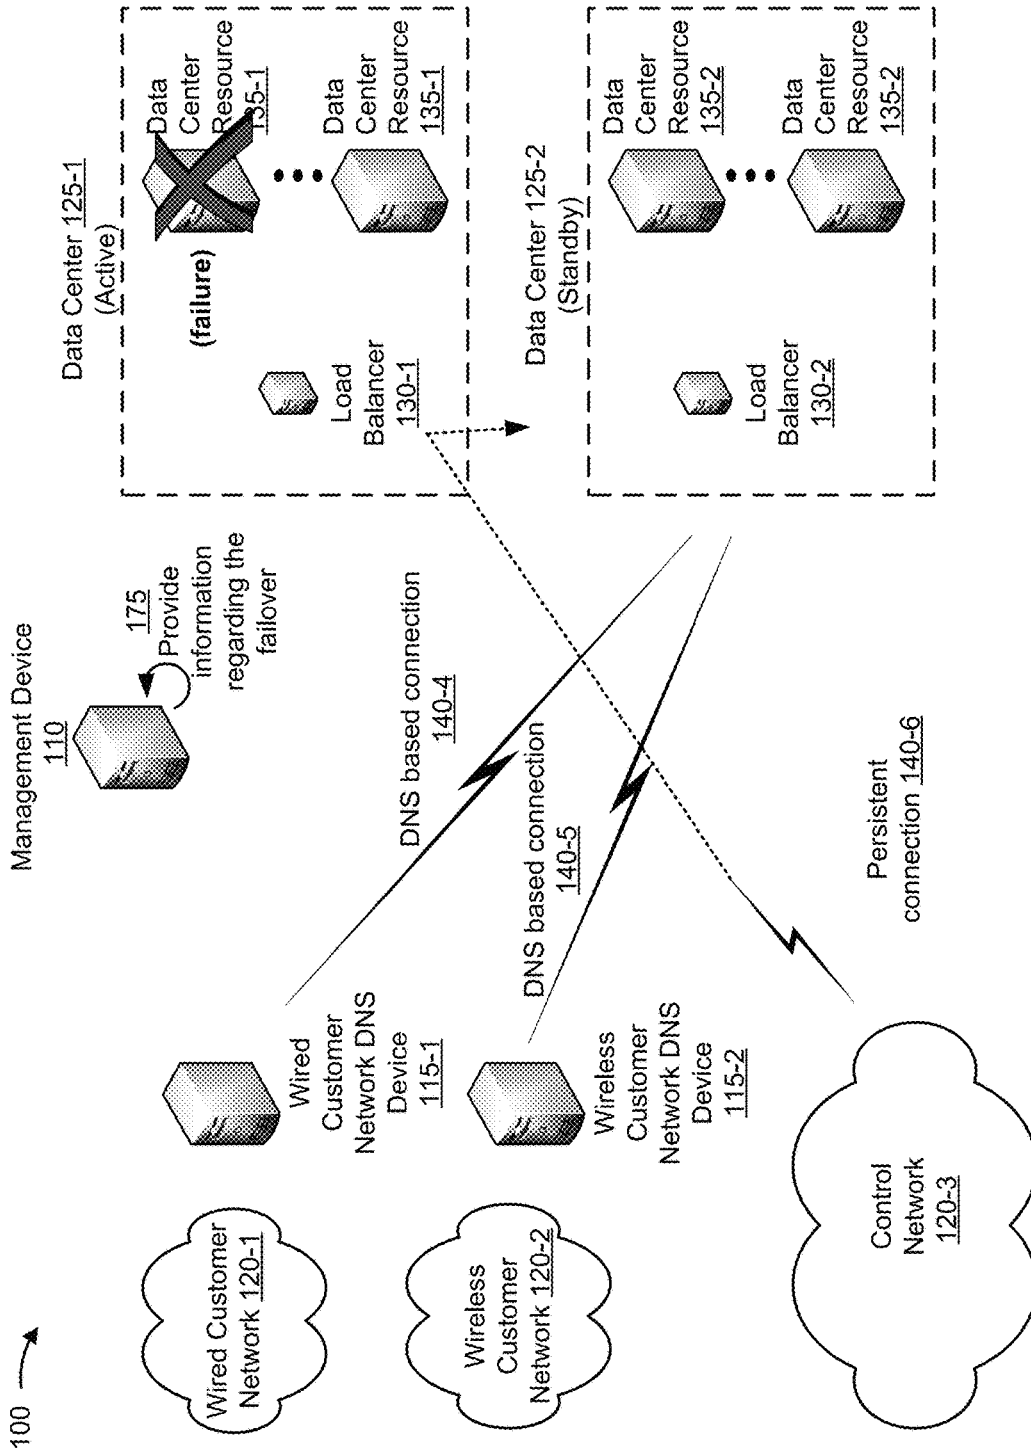 100
Management Device
110
175
Provide
information
regarding the
failover
Data Center 125-1
(Active)
(failure)
Data
Center
Resource
135-1
Data
Center
Resource
135-1
Load
Balancer
130-1
Data Center 125-2
(Standby)
Data
Center
Resource
135-2
Data
Center
Resource
135-2
Load
Balancer
130-2
DNS based connection
140-4
DNS based connection
140-5
Persistent
connection 140-6
Wired Customer
Network 120-1
Wired
Customer
Network DNS
Device
115-1
Wireless
Customer
Network 120-2
Wireless
Customer
Network DNS
Device
115-2
Control
Network
120-3